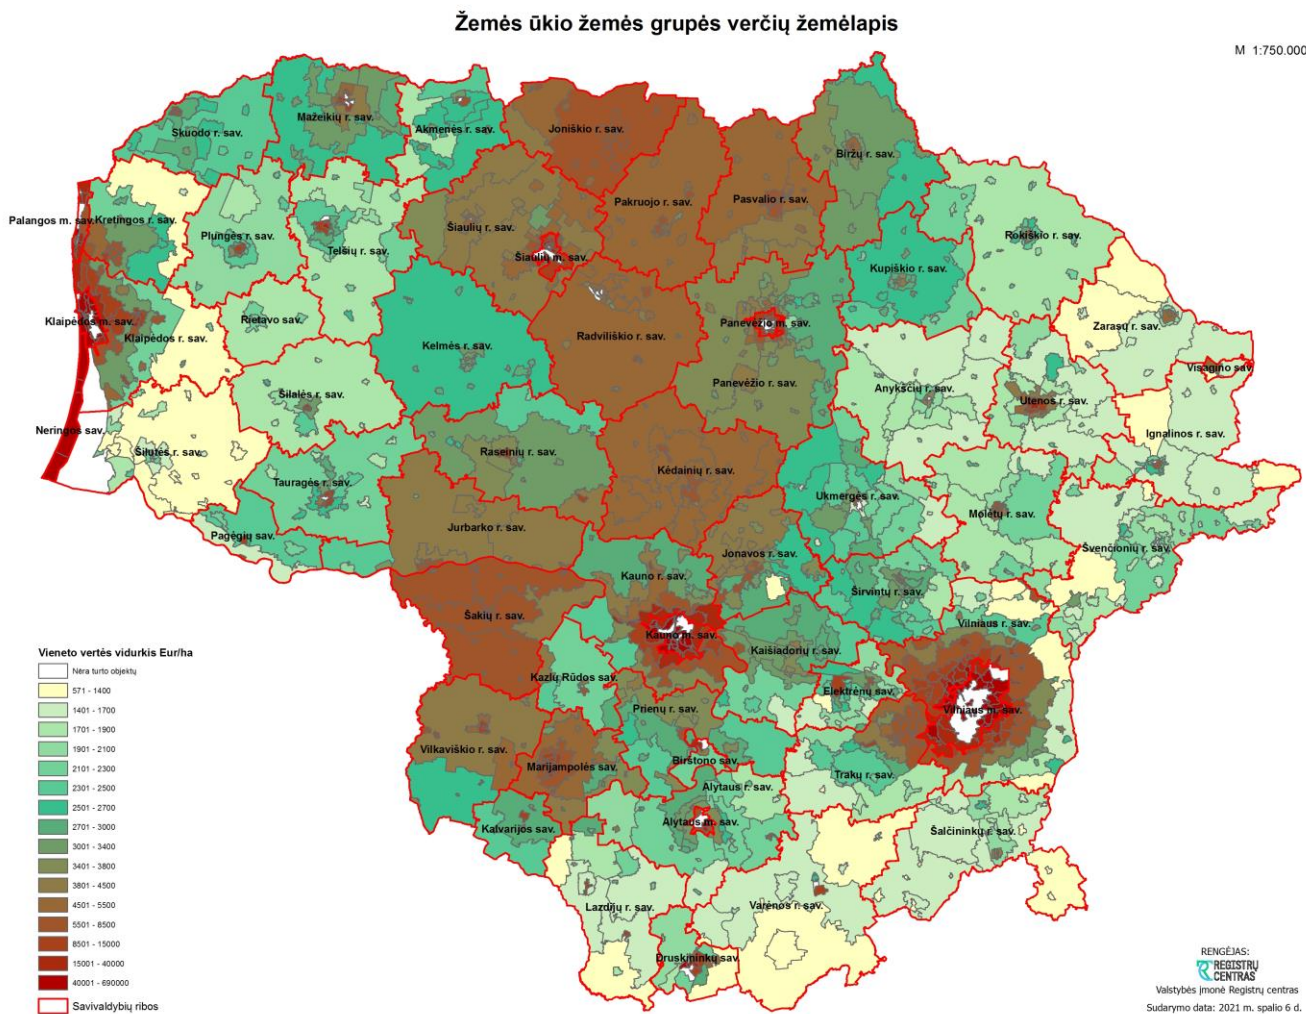 Žemės ūkio žemės grupės verčių žemėlapis
M 1:750.000
Skuodo r. sav.
Mažeikių r. sav.
Akmenės r. sav.
Joniškio r. sav.
Biržų r. sav.
Palangos m. sav.
Kretingos r. sav.
Plungės r. sav.
Telšių r. sav.
Šiaulių r. sav.
Šiaulių m. sav.
Pakruojo r. sav.
Pasvalio r. sav.
Rokiškio r. sav.
Kupiškio r. sav.
Klaipėdos m. sav.
Klaipėdos r. sav.
Rietavo sav.
Kelmės r. sav.
Radviliškio r. sav.
Panevėžio m. sav.
Panevėžio r. sav.
Zarasų r. sav.
Visagino sav.
Anykščių r. sav.
Utenos r. sav.
Ignalinos r. sav.
Neringos sav.
Šilutės r. sav.
Šilalės r. sav.
Tauragės r. sav.
Raseinių r. sav.
Kėdainių r. sav.
Ukmergės r. sav.
Molėtų r. sav.
Švenčionių r. sav.
Pagėgių sav.
Jurbarko r. sav.
Jonavos r. sav.
Kauno r. sav.
Širvintų r. sav.
Šakių r. sav.
Kauno m. sav.
Kaišiadorių r. sav.
Vilniaus r. sav.
Kazlų Rūdos sav.
Prienų r. sav.
Elektrėnų sav.
Vilniaus m. sav.
Vilkaviškio r. sav.
Marijampolės sav.
Birštono sav.
Trakų r. sav.
Kalvarijos sav.
Alytaus r. sav.
Alytaus m. sav.
Šalčininkų r. sav.
Lazdijų r. sav.
Varėnos r. sav.
Druskininkų sav.
Vieneto vertės vidurkis Eur/ha
Nėra turto objektų
571 - 1400
1401 - 1700
1701 - 1900
1901 - 2100
2101 - 2300
2301 - 2500
2501 - 2700
2701 - 3000
3001 - 3400
3401 - 3800
3801 - 4500
4501 - 5500
5501 - 8500
8501 - 15000
15001 - 40000
40001 - 690000
Savivaldybių ribos
RENGĖJAS:
REGISTRŲ
CENTRAS
Valstybės įmonė Registrų centras
Sudarymo data: 2021 m. spalio 6 d.